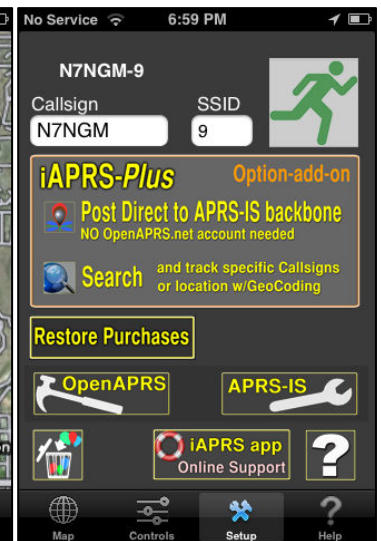 No Service 6:59 PM
N7NGM-9
Callsign SSID
N7NGM 9
iAPRS-Plus Option-add-on
Post Direct to APRS-IS backbone
NO OpenAPRS.net account needed
Search and track specific Callsigns
or location w/GeoCoding
Restore Purchases
OpenAPRS APRS-IS
iAPRS app
Online Support
?
Map Controls Setup Help